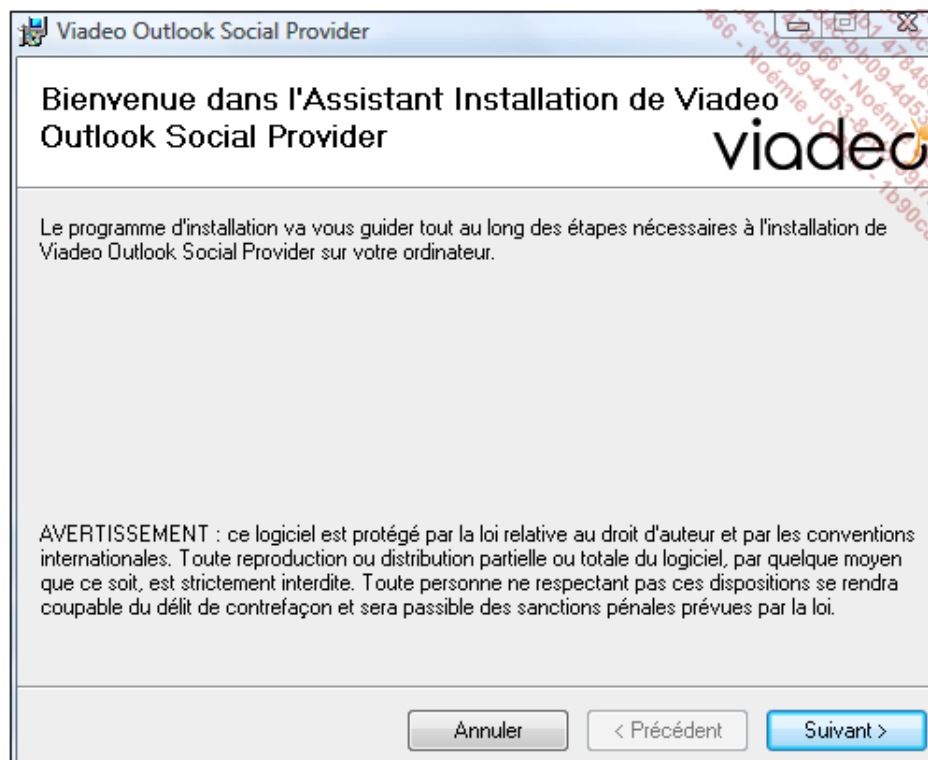 Viadeo Outlook Social Provider
Bienvenue dans l'Assistant Installation de Viadeo
Outlook Social Provider
viadeo
Le programme d'installation va vous guider tout au long des étapes nécessaires à l'installation de
Viadeo Outlook Social Provider sur votre ordinateur.
AVERTISSEMENT : ce logiciel est protégé par la loi relative au droit d'auteur et par les conventions
internationales. Toute reproduction ou distribution partielle ou totale du logiciel, par quelque moyen
que ce soit, est strictement interdite. Toute personne ne respectant pas ces dispositions se rendra
coupable du délit de contrefaçon et sera passible des sanctions pénales prévues par la loi.
Annuler
< Précédent
Suivant >